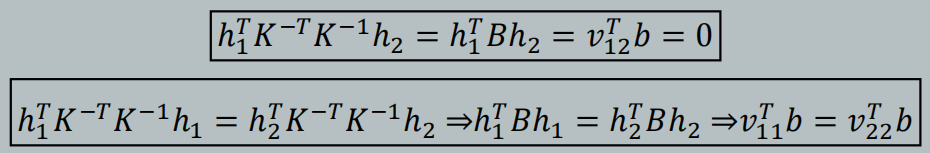 h_1^T K^{-T} K^{-1} h_2 = h_1^T B h_2 = v_{12}^T b = 0
h_1^T K^{-T} K^{-1} h_1 = h_2^T K^{-T} K^{-1} h_2 ⇒ h_1^T B h_1 = h_2^T B h_2 ⇒ v_{11}^T b = v_{22}^T b